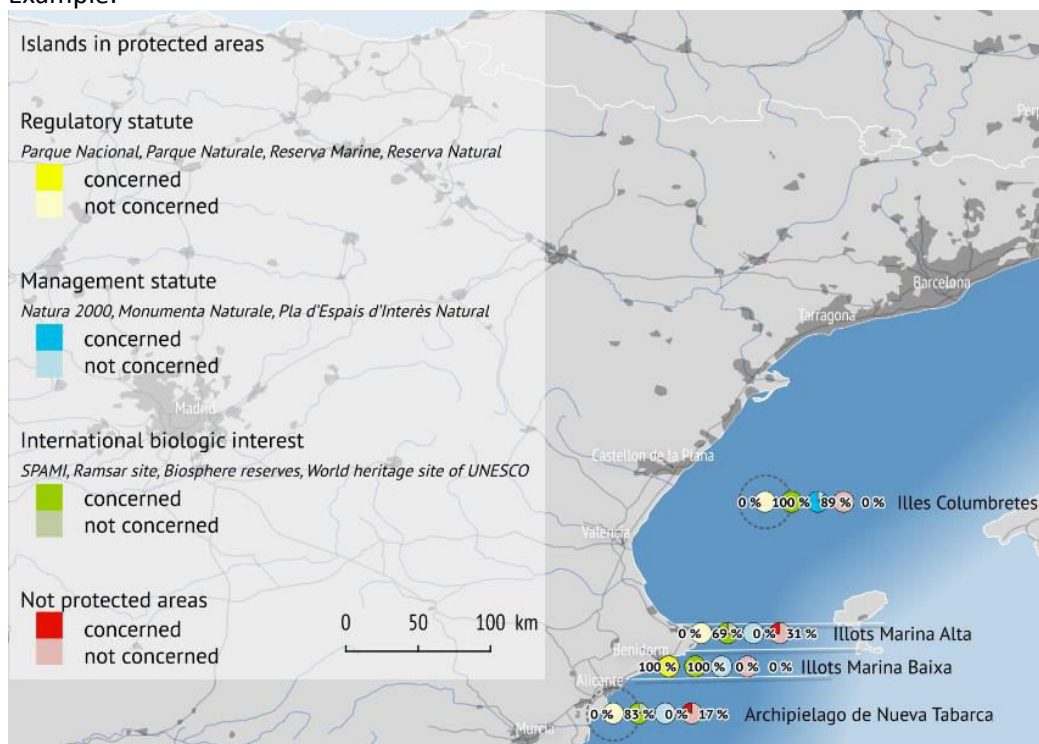 Example:
Islands in protected areas
Regulatory statute
Parque Nacional, Parque Naturale, Reserva Marine, Reserva Natural
concerned
not concerned
Management statute
Natura 2000, Monumenta Naturale, Pla d'Espais d'Interès Natural
concerned
not concerned
International biologic interest
SPAMI, Ramsar site, Biosphere reserves, World heritage site of UNESCO
concerned
not concerned
Not protected areas
concerned
not concerned
0 50 100 km
Madrid
Perp
Barcelona
Tarragona
Castellon de la Plana
0 % 100 % 89 % 0 % Illes Columbretes
Valencia
0 % 69 % 0 % 31 % Illots Marina Alta
Benidorm
100 % 100 % 0 % 0 % Illots Marina Baixa
Alicante
0 % 83 % 0 % 17 % Archipielago de Nueva Tabarca
Murcia